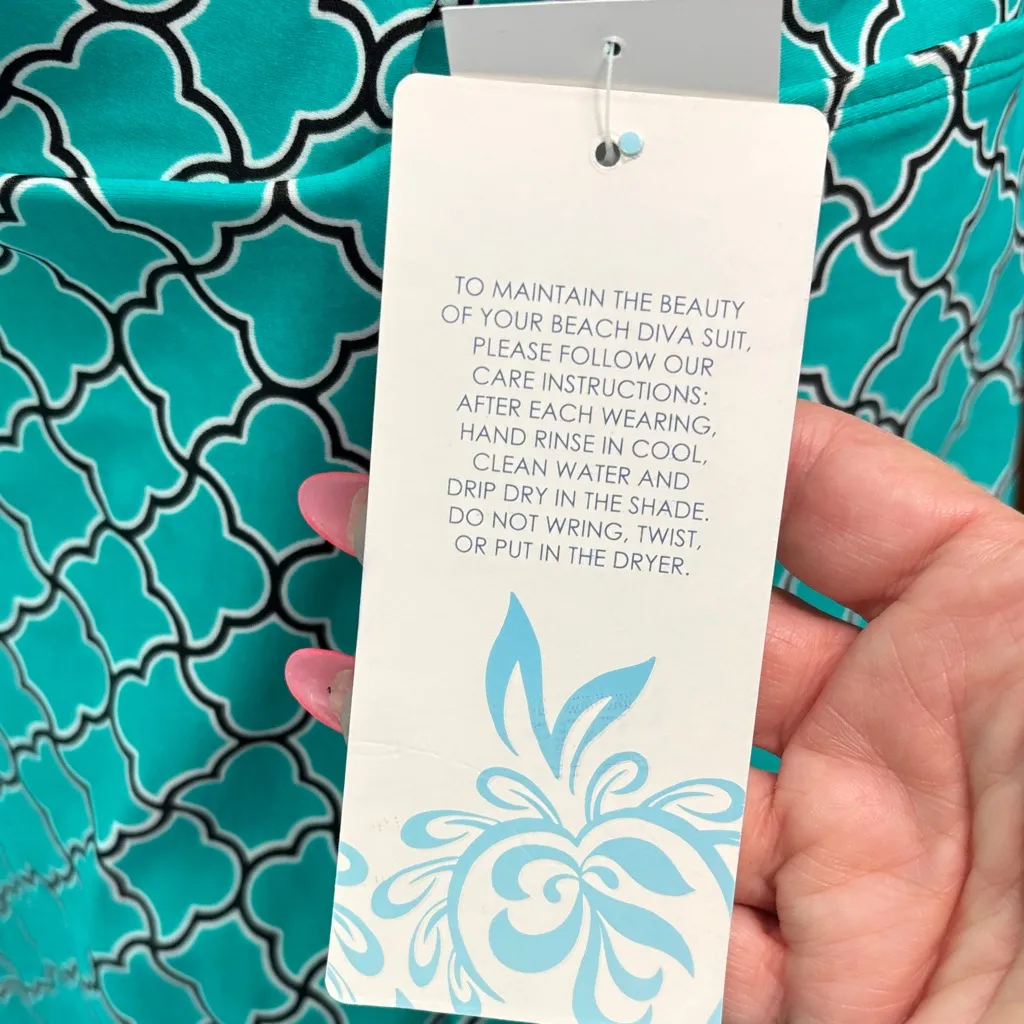 TO MAINTAIN THE BEAUTY
OF YOUR BEACH DIVA SUIT,
PLEASE FOLLOW OUR
CARE INSTRUCTIONS:
AFTER EACH WEARING,
HAND RINSE IN COOL,
CLEAN WATER AND
DRIP DRY IN THE SHADE.
DO NOT WRING, TWIST,
OR PUT IN THE DRYER.